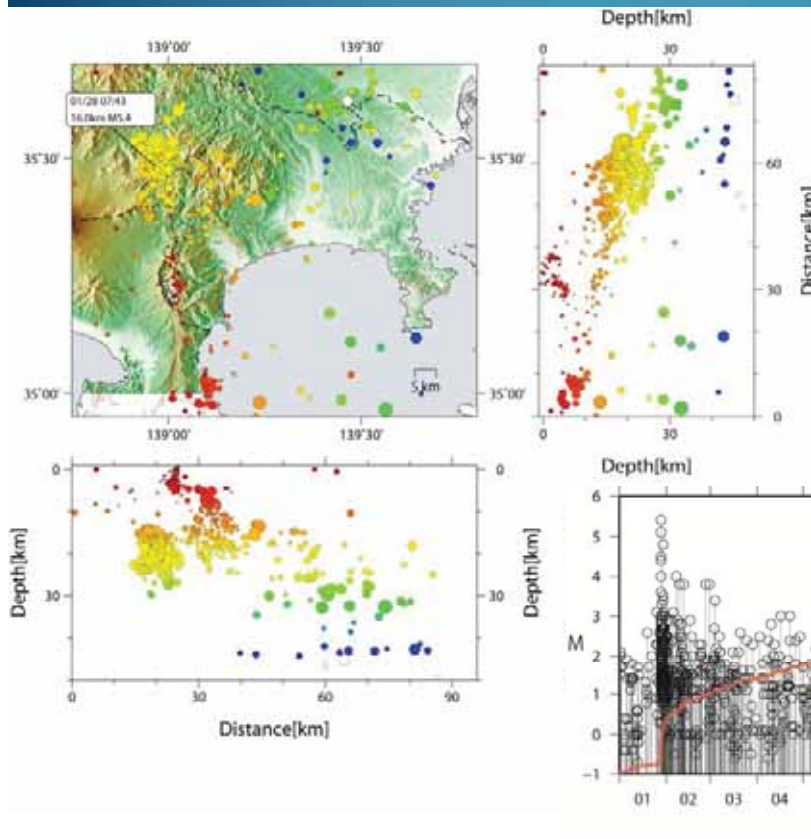 Depth[km]
139°00' 139°30'
0 30
01/28 07:43
16.0km M5.4
35°30' 35°30'
60
Distance[km]
30
5 km
35°00' 35°00'
0
139°00' 139°30'
0 30
Depth[km]
0 0
Depth[km]
30 30
Depth[km]
0 30 60 90
Distance[km]
6
5
4
3
M
2
1
0
−1
01 02 03 04